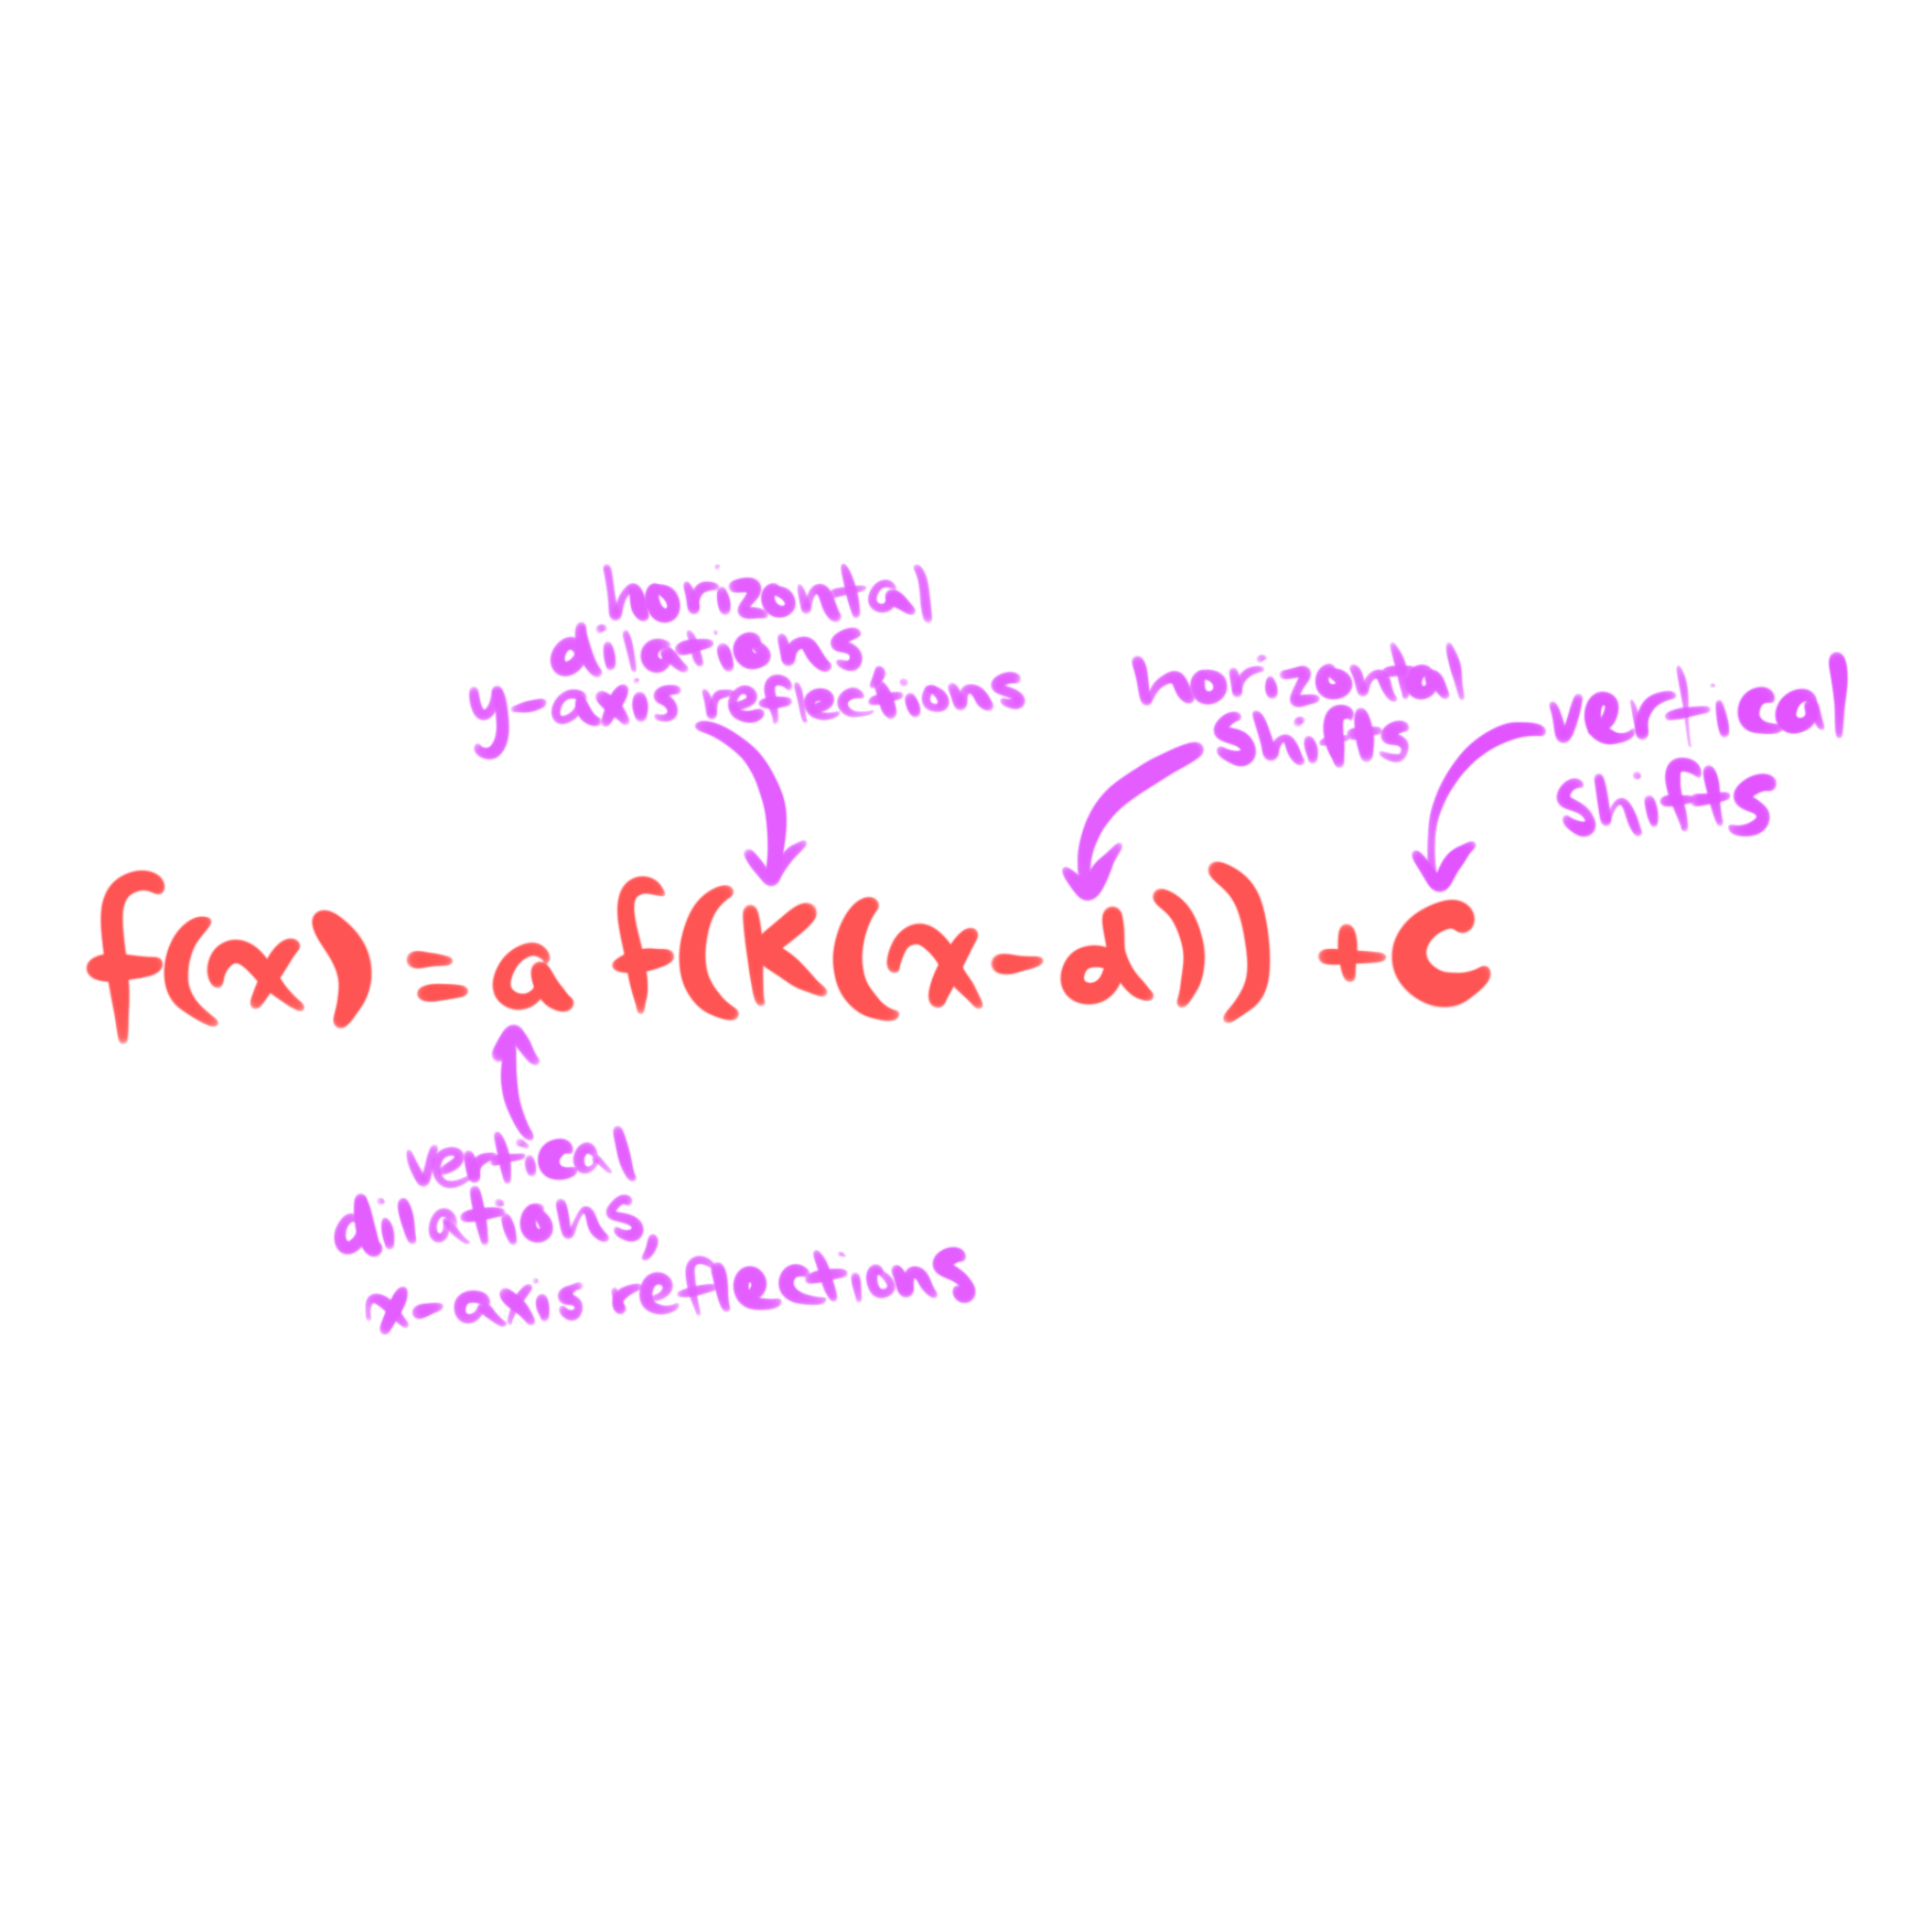 horizontal
dilations
y-axis reflections
horizontal
shifts
vertical
shifts
f(x) = a f(K(x-d)) + C
vertical
dilations,
x-axis reflections